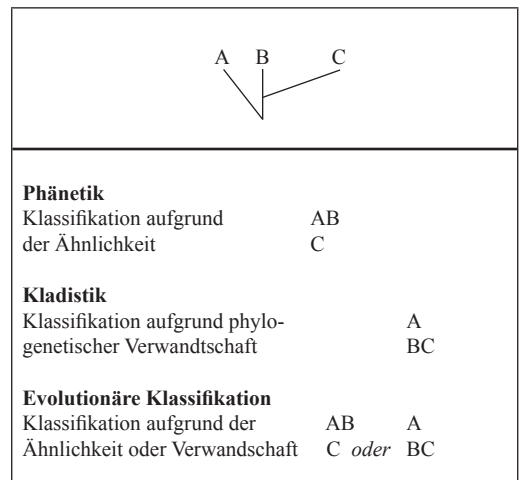 A B C
Phänetik
Klassifikation aufgrund AB
der Ähnlichkeit C
Kladistik
Klassifikation aufgrund phylo- A
genetischer Verwandtschaft BC
Evolutionäre Klassifikation
Klassifikation aufgrund der AB A
Ähnlichkeit oder Verwandschaft C oder BC